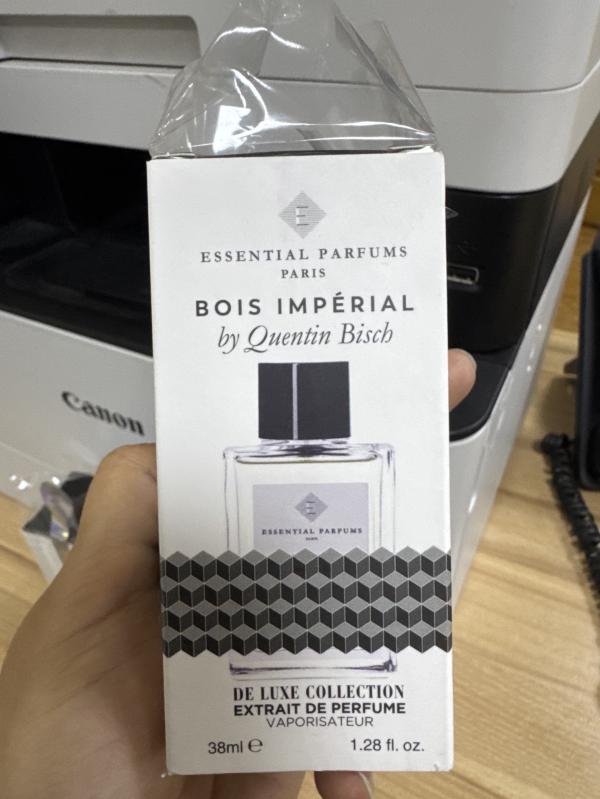 E
ESSENTIAL PARFUMS
PARIS
BOIS IMPÉRIAL
by Quentin Bisch
Canon
E
ESSENTIAL PARFUMS
PARIS
DE LUXE COLLECTION
EXTRAIT DE PERFUME
VAPORISATEUR
38ml ℮ 1.28 fl. oz.